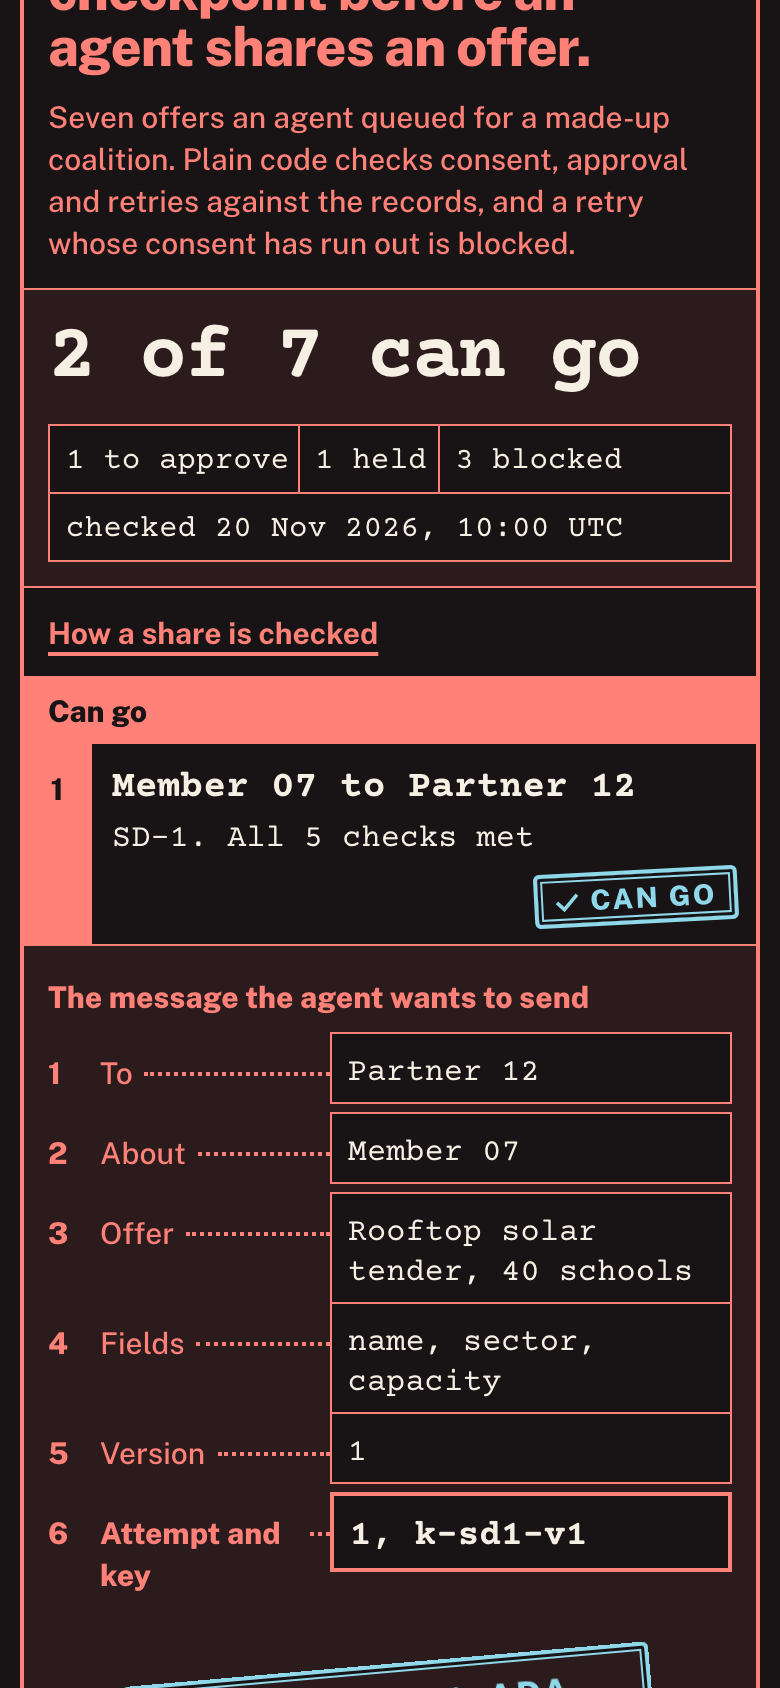 checkpoint before an
agent shares an offer.
Seven offers an agent queued for a made-up
coalition. Plain code checks consent, approval
and retries against the records, and a retry
whose consent has run out is blocked.
2 of 7 can go
1 to approve
1 held
3 blocked
checked 20 Nov 2026, 10:00 UTC
How a share is checked
Can go
1
Member 07 to Partner 12
SD-1. All 5 checks met
✓ CAN GO
The message the agent wants to send
1 To Partner 12
2 About Member 07
3 Offer Rooftop solar
tender, 40 schools
4 Fields name, sector,
capacity
5 Version 1
6 Attempt and 1, k-sd1-v1
key